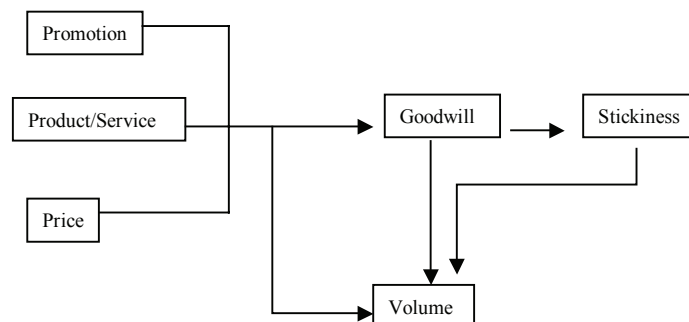 Promotion
Product/Service
Goodwill
Stickiness
Price
Volume